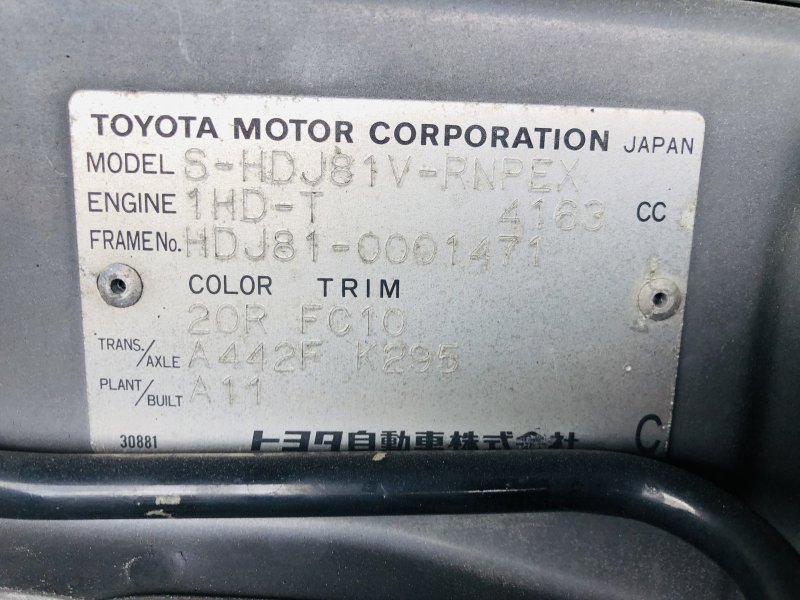 TOYOTA MOTOR CORPORATION JAPAN
MODEL S-HDJ81V-RNPEX
ENGINE 1HD-T 4163 CC
FRAME No. HDJ81-0001471
COLOR TRIM
20R FC10
TRANS./AXLE A442F K295
PLANT/BUILT A11
30881 トヨタ自動車株式会社 C